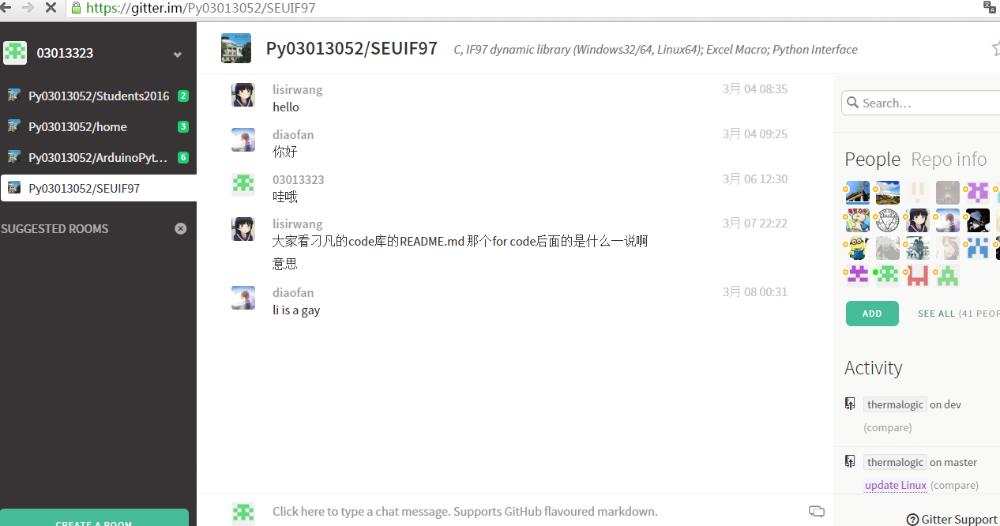 https://gitter.im/Py03013052/SEUIF97
03013323
Py03013052/Students2016 2
Py03013052/home 3
Py03013052/ArduinoPyt... 6
Py03013052/SEUIF97
SUGGESTED ROOMS
CREATE A ROOM
Py03013052/SEUIF97 C, IF97 dynamic library (Windows32/64, Linux64); Excel Macro; Python Interface
lisirwang 3月 04 08:35
hello
diaofan 3月 04 09:25
你好
03013323 3月 06 12:30
哇哦
lisirwang 3月 07 22:22
大家看刁凡的code库的README.md 那个for code后面的是什么一说啊
意思
diaofan 3月 08 00:31
li is a gay
Click here to type a chat message. Supports GitHub flavoured markdown.
Search...
People Repo info
ADD SEE ALL (41 PEOP
Activity
thermalogic on dev
(compare)
thermalogic on master
update Linux (compare)
Gitter Support